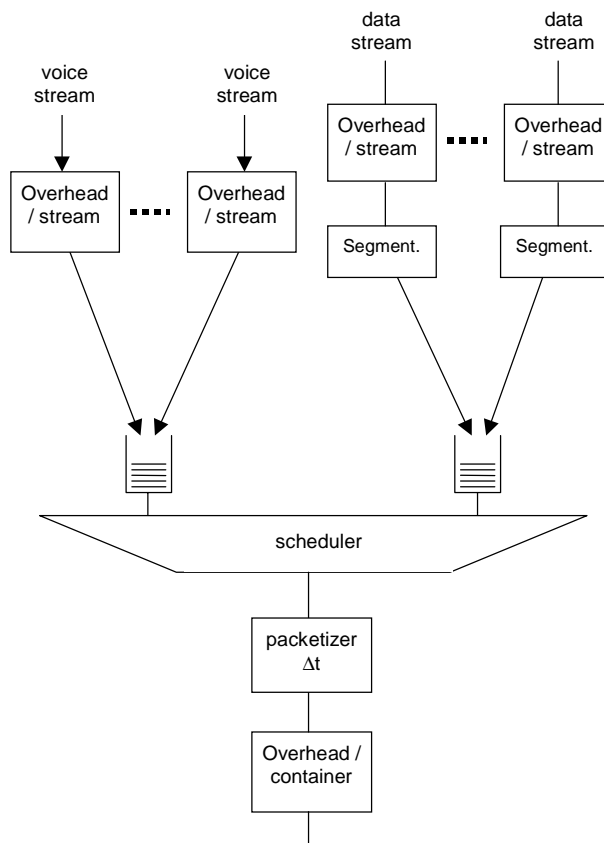 data
stream
data
stream
voice
stream
voice
stream
Overhead
/ stream
Overhead
/ stream
Overhead
/ stream
Overhead
/ stream
Segment.
Segment.
scheduler
packetizer
Δt
Overhead /
container